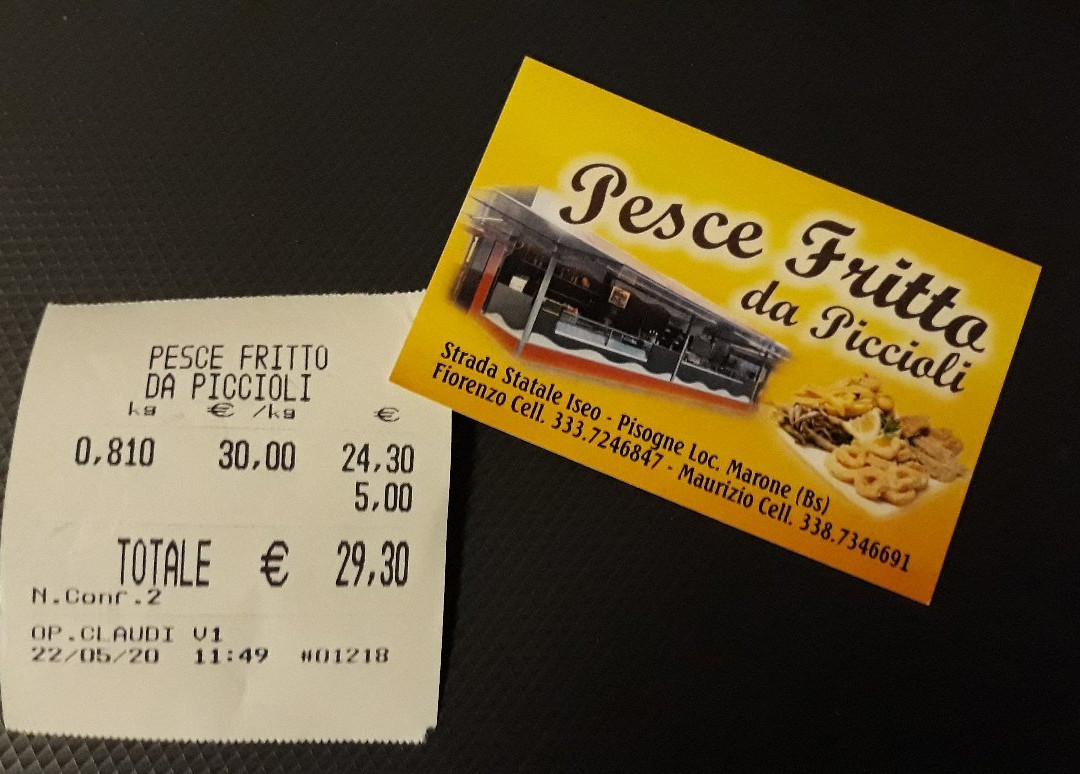 PESCE FRITTO
DA PICCIOLI
kg € /kg €
0,810 30,00 24,30
5,00
TOTALE € 29,30
N.Conf.2
OP.CLAUDI V1
22/05/20 11:49 #01218
Pesce Fritto
da Piccioli
Strada Statale Iseo - Pisogne Loc. Marone (Bs)
Fiorenzo Cell. 333.7246847 - Maurizio Cell. 338.7346691